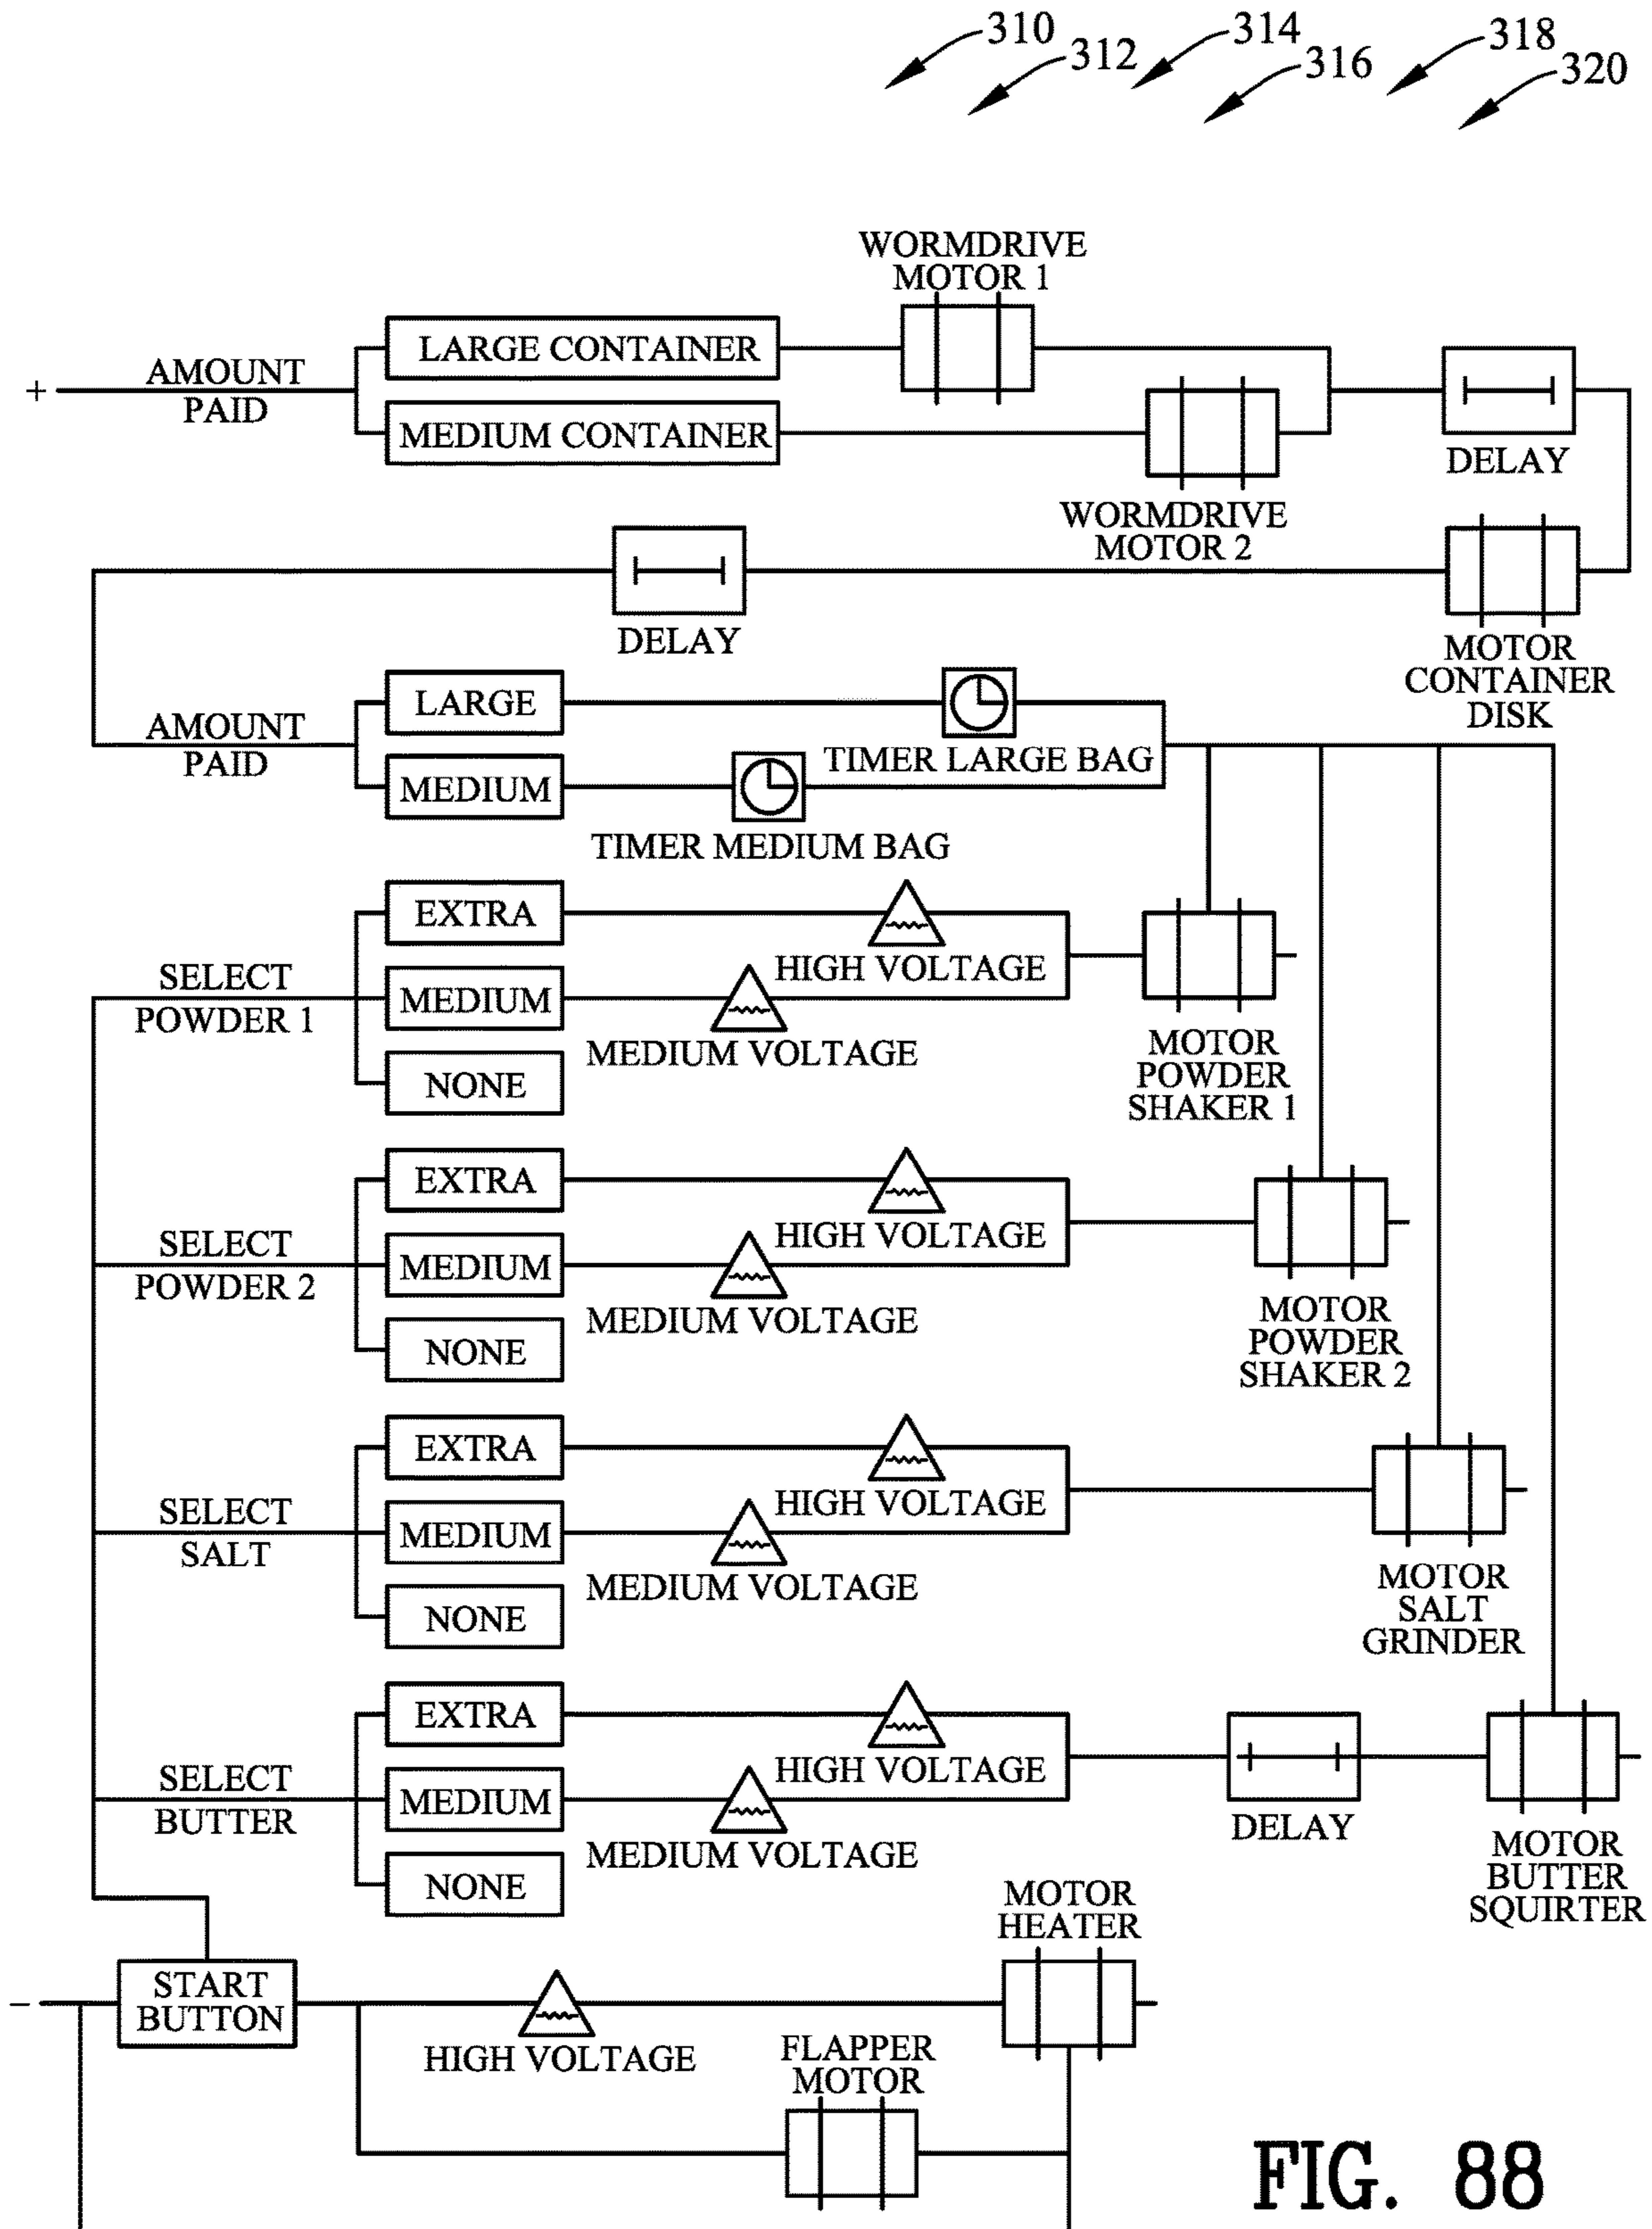 310
312
314
316
318
320
WORMDRIVE
MOTOR 1
LARGE CONTAINER
+
AMOUNT
PAID
MEDIUM CONTAINER
DELAY
WORMDRIVE
MOTOR 2
DELAY
MOTOR
CONTAINER
DISK
LARGE
AMOUNT
PAID
TIMER LARGE BAG
MEDIUM
TIMER MEDIUM BAG
EXTRA
HIGH VOLTAGE
SELECT
POWDER 1
MEDIUM
MEDIUM VOLTAGE
NONE
MOTOR
POWDER
SHAKER 1
EXTRA
HIGH VOLTAGE
SELECT
POWDER 2
MEDIUM
MEDIUM VOLTAGE
NONE
MOTOR
POWDER
SHAKER 2
EXTRA
HIGH VOLTAGE
SELECT
SALT
MEDIUM
MEDIUM VOLTAGE
NONE
MOTOR
SALT
GRINDER
EXTRA
HIGH VOLTAGE
SELECT
BUTTER
MEDIUM
MEDIUM VOLTAGE
NONE
DELAY
MOTOR
BUTTER
SQUIRTER
MOTOR
HEATER
–
START
BUTTON
HIGH VOLTAGE
FLAPPER
MOTOR
FIG. 88